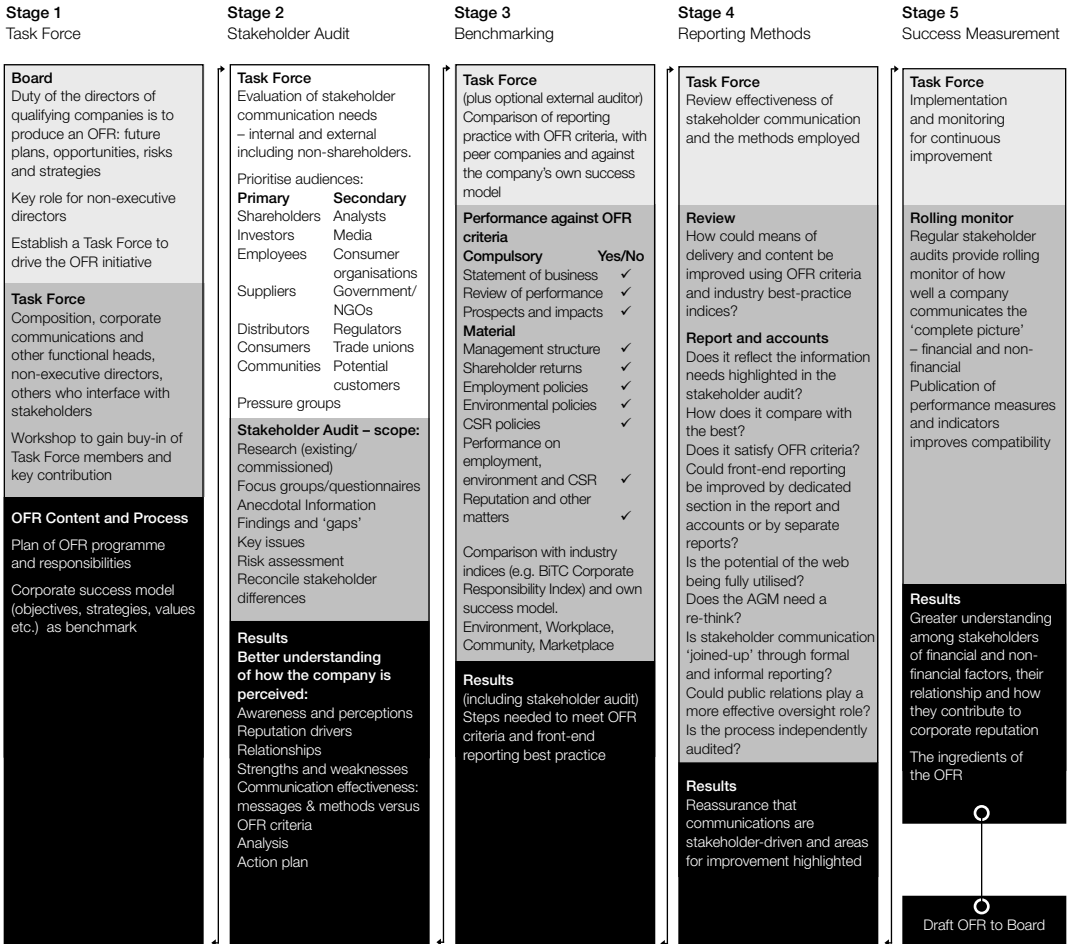 Stage 1
Task Force
Board
Duty of the directors of
qualifying companies is to
produce an OFR: future
plans, opportunities, risks
and strategies
Key role for non-executive
directors
Establish a Task Force to
drive the OFR initiative
Task Force
Composition, corporate
communications and
other functional heads,
non-executive directors,
others who interface with
stakeholders
Workshop to gain buy-in of
Task Force members and
key contribution
OFR Content and Process
Plan of OFR programme
and responsibilities
Corporate success model
(objectives, strategies, values
etc.) as benchmark
Stage 2
Stakeholder Audit
Task Force
Evaluation of stakeholder
communication needs
– internal and external
including non-shareholders.
Prioritise audiences:
Primary Secondary
Shareholders Analysts
Investors Media
Employees Consumer
organisations
Suppliers Government/
NGOs
Distributors Regulators
Consumers Trade unions
Communities Potential
customers
Pressure groups
Stakeholder Audit – scope:
Research (existing/
commissioned)
Focus groups/questionnaires
Anecdotal Information
Findings and ‘gaps’
Key issues
Risk assessment
Reconcile stakeholder
differences
Results
Better understanding
of how the company is
perceived:
Awareness and perceptions
Reputation drivers
Relationships
Strengths and weaknesses
Communication effectiveness:
messages & methods versus
OFR criteria
Analysis
Action plan
Stage 3
Benchmarking
Task Force
(plus optional external auditor)
Comparison of reporting
practice with OFR criteria, with
peer companies and against
the company’s own success
model
Performance against OFR
criteria
Compulsory Yes/No
Statement of business ✓
Review of performance ✓
Prospects and impacts ✓
Material
Management structure ✓
Shareholder returns ✓
Employment policies ✓
Environmental policies ✓
CSR policies ✓
Performance on
employment,
environment and CSR ✓
Reputation and other
matters ✓
Comparison with industry
indices (e.g. BiTC Corporate
Responsibility Index) and own
success model.
Environment, Workplace,
Community, Marketplace
Results
(including stakeholder audit)
Steps needed to meet OFR
criteria and front-end
reporting best practice
Stage 4
Reporting Methods
Task Force
Review effectiveness of
stakeholder communication
and the methods employed
Review
How could means of
delivery and content be
improved using OFR criteria
and industry best-practice
indices?
Report and accounts
Does it reflect the information
needs highlighted in the
stakeholder audit?
How does it compare with
the best?
Does it satisfy OFR criteria?
Could front-end reporting
be improved by dedicated
section in the report and
accounts or by separate
reports?
Is the potential of the web
being fully utilised?
Does the AGM need a
re-think?
Is stakeholder communication
‘joined-up’ through formal
and informal reporting?
Could public relations play a
more effective oversight role?
Is the process independently
audited?
Results
Reassurance that
communications are
stakeholder-driven and areas
for improvement highlighted
Stage 5
Success Measurement
Task Force
Implementation
and monitoring
for continuous
improvement
Rolling monitor
Regular stakeholder
audits provide rolling
monitor of how
well a company
communicates the
‘complete picture’
– financial and non-
financial
Publication of
performance measures
and indicators
improves compatibility
Results
Greater understanding
among stakeholders
of financial and non-
financial factors, their
relationship and how
they contribute to
corporate reputation
The ingredients of
the OFR
Draft OFR to Board